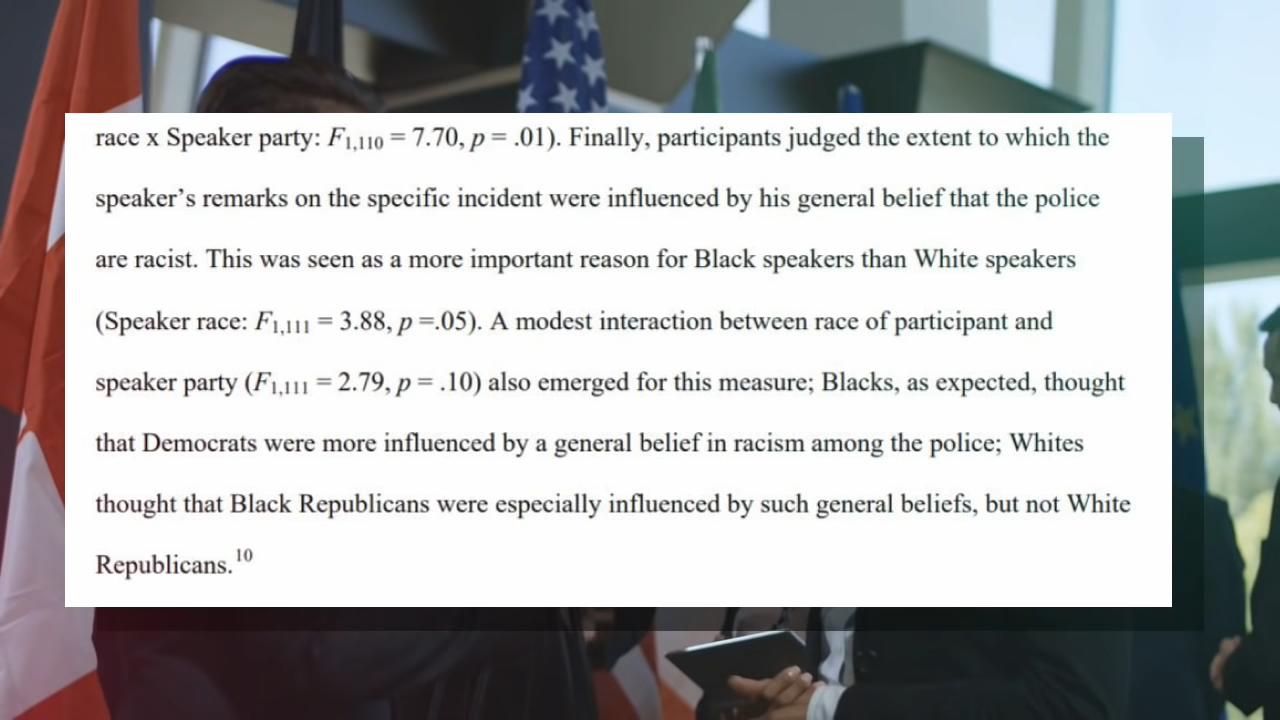 race x Speaker party: F1,110 = 7.70, p = .01). Finally, participants judged the extent to which the
speaker’s remarks on the specific incident were influenced by his general belief that the police
are racist. This was seen as a more important reason for Black speakers than White speakers
(Speaker race: F1,111 = 3.88, p =.05). A modest interaction between race of participant and
speaker party (F1,111 = 2.79, p = .10) also emerged for this measure; Blacks, as expected, thought
that Democrats were more influenced by a general belief in racism among the police; Whites
thought that Black Republicans were especially influenced by such general beliefs, but not White
Republicans.10